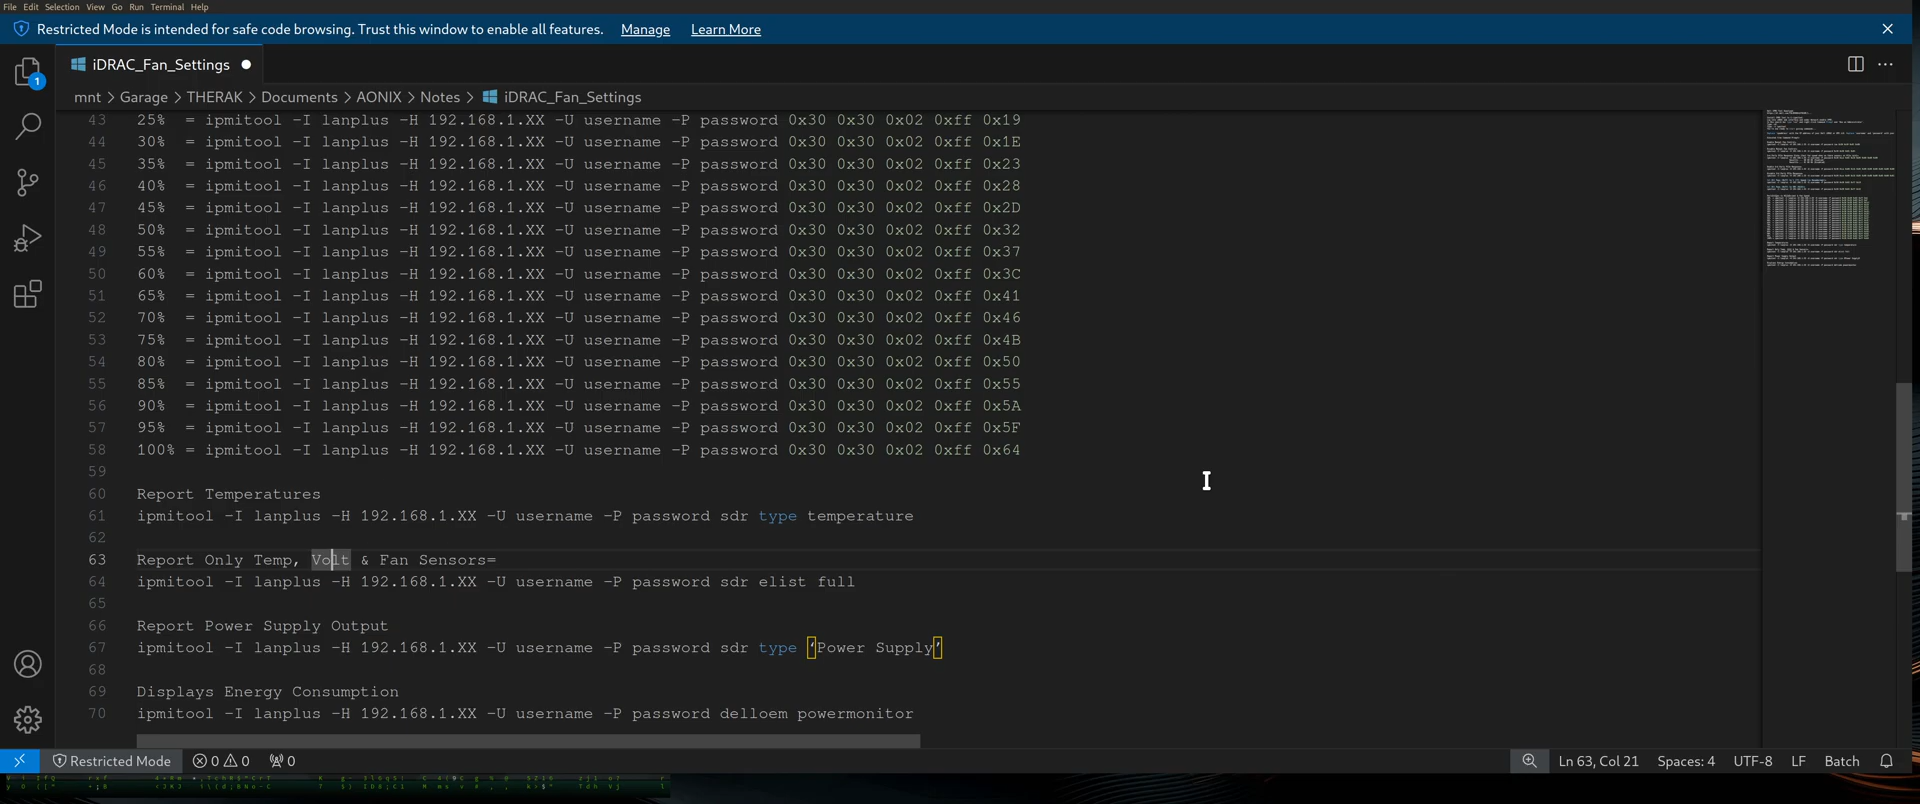 File Edit Selection View Go Run Terminal Help
Restricted Mode is intended for safe code browsing. Trust this window to enable all features. Manage Learn More
iDRAC_Fan_Settings
1
mnt > Garage > THERAK > Documents > AONIX > Notes > iDRAC_Fan_Settings
43 25% = ipmitool -I lanplus -H 192.168.1.XX -U username -P password 0x30 0x30 0x02 0xff 0x19
44 30% = ipmitool -I lanplus -H 192.168.1.XX -U username -P password 0x30 0x30 0x02 0xff 0x1E
45 35% = ipmitool -I lanplus -H 192.168.1.XX -U username -P password 0x30 0x30 0x02 0xff 0x23
46 40% = ipmitool -I lanplus -H 192.168.1.XX -U username -P password 0x30 0x30 0x02 0xff 0x28
47 45% = ipmitool -I lanplus -H 192.168.1.XX -U username -P password 0x30 0x30 0x02 0xff 0x2D
48 50% = ipmitool -I lanplus -H 192.168.1.XX -U username -P password 0x30 0x30 0x02 0xff 0x32
49 55% = ipmitool -I lanplus -H 192.168.1.XX -U username -P password 0x30 0x30 0x02 0xff 0x37
50 60% = ipmitool -I lanplus -H 192.168.1.XX -U username -P password 0x30 0x30 0x02 0xff 0x3C
51 65% = ipmitool -I lanplus -H 192.168.1.XX -U username -P password 0x30 0x30 0x02 0xff 0x41
52 70% = ipmitool -I lanplus -H 192.168.1.XX -U username -P password 0x30 0x30 0x02 0xff 0x46
53 75% = ipmitool -I lanplus -H 192.168.1.XX -U username -P password 0x30 0x30 0x02 0xff 0x4B
54 80% = ipmitool -I lanplus -H 192.168.1.XX -U username -P password 0x30 0x30 0x02 0xff 0x50
55 85% = ipmitool -I lanplus -H 192.168.1.XX -U username -P password 0x30 0x30 0x02 0xff 0x55
56 90% = ipmitool -I lanplus -H 192.168.1.XX -U username -P password 0x30 0x30 0x02 0xff 0x5A
57 95% = ipmitool -I lanplus -H 192.168.1.XX -U username -P password 0x30 0x30 0x02 0xff 0x5F
58 100% = ipmitool -I lanplus -H 192.168.1.XX -U username -P password 0x30 0x30 0x02 0xff 0x64
59
60 Report Temperatures
61 ipmitool -I lanplus -H 192.168.1.XX -U username -P password sdr type temperature
62
63 Report Only Temp, Volt & Fan Sensors=
64 ipmitool -I lanplus -H 192.168.1.XX -U username -P password sdr elist full
65
66 Report Power Supply Output
67 ipmitool -I lanplus -H 192.168.1.XX -U username -P password sdr type ‘Power Supply’
68
69 Displays Energy Consumption
70 ipmitool -I lanplus -H 192.168.1.XX -U username -P password delloem powermonitor
Restricted Mode 0 0 0 Ln 63, Col 21 Spaces: 4 UTF-8 LF Batch